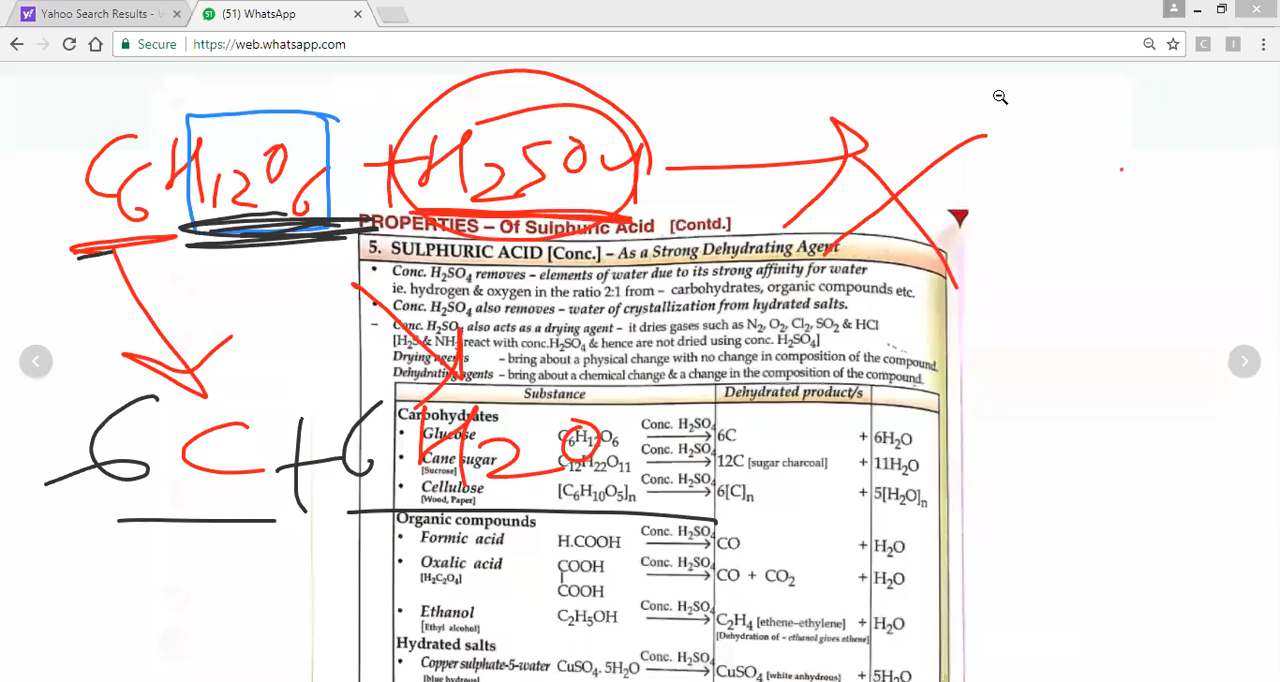 Yahoo Search Results -
(51) WhatsApp
Secure https://web.whatsapp.com
C6H12O6 + H2SO4
PROPERTIES – Of Sulphuric Acid [Contd.]
5. SULPHURIC ACID [Conc.] – As a Strong Dehydrating Agent
• Conc. H₂SO₄ removes – elements of water due to its strong affinity for water
ie. hydrogen & oxygen in the ratio 2:1 from – carbohydrates, organic compounds etc.
• Conc. H₂SO₄ also removes – water of crystallization from hydrated salts.
– Conc. H₂SO₄ also acts as a drying agent – it dries gases such as N₂, O₂, Cl₂, SO₂ & HCl
[H₂S & NH₃ react with conc.H₂SO₄ & hence are not dried using conc. H₂SO₄]
Drying agents – bring about a physical change with no change in composition of the compound.
Dehydrating agents – bring about a chemical change & a change in the composition of the compound.
Substance Dehydrated product/s
Carbohydrates
• Glucose C₆H₁₂O₆ Conc. H₂SO₄ → 6C + 6H₂O
6C + 6H2O
• Cane sugar C₁₂H₂₂O₁₁ Conc. H₂SO₄ → 12C [sugar charcoal] + 11H₂O
[Sucrose]
• Cellulose [C₆H₁₀O₅]n Conc. H₂SO₄ → 6[C]n + 5[H₂O]n
[Wood, Paper]
Organic compounds
• Formic acid H.COOH Conc. H₂SO₄ → CO + H₂O
• Oxalic acid COOH Conc. H₂SO₄ → CO + CO₂ + H₂O
[H₂C₂O₄]
COOH
• Ethanol C₂H₅OH Conc. H₂SO₄ → C₂H₄ [ethene-ethylene] + H₂O
[Ethyl alcohol] [Dehydration of - ethanol gives ethene]
Hydrated salts
• Copper sulphate-5-water CuSO₄. 5H₂O Conc. H₂SO₄ → CuSO₄ [white anhydrous] + 5H₂O